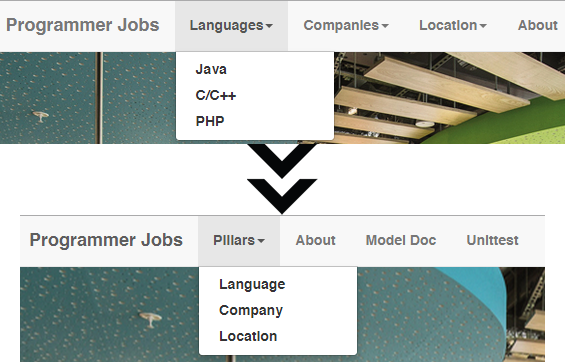 Programmer Jobs Languages Companies Location About
Java
C/C++
PHP
Programmer Jobs Pillars About Model Doc Unittest
Language
Company
Location